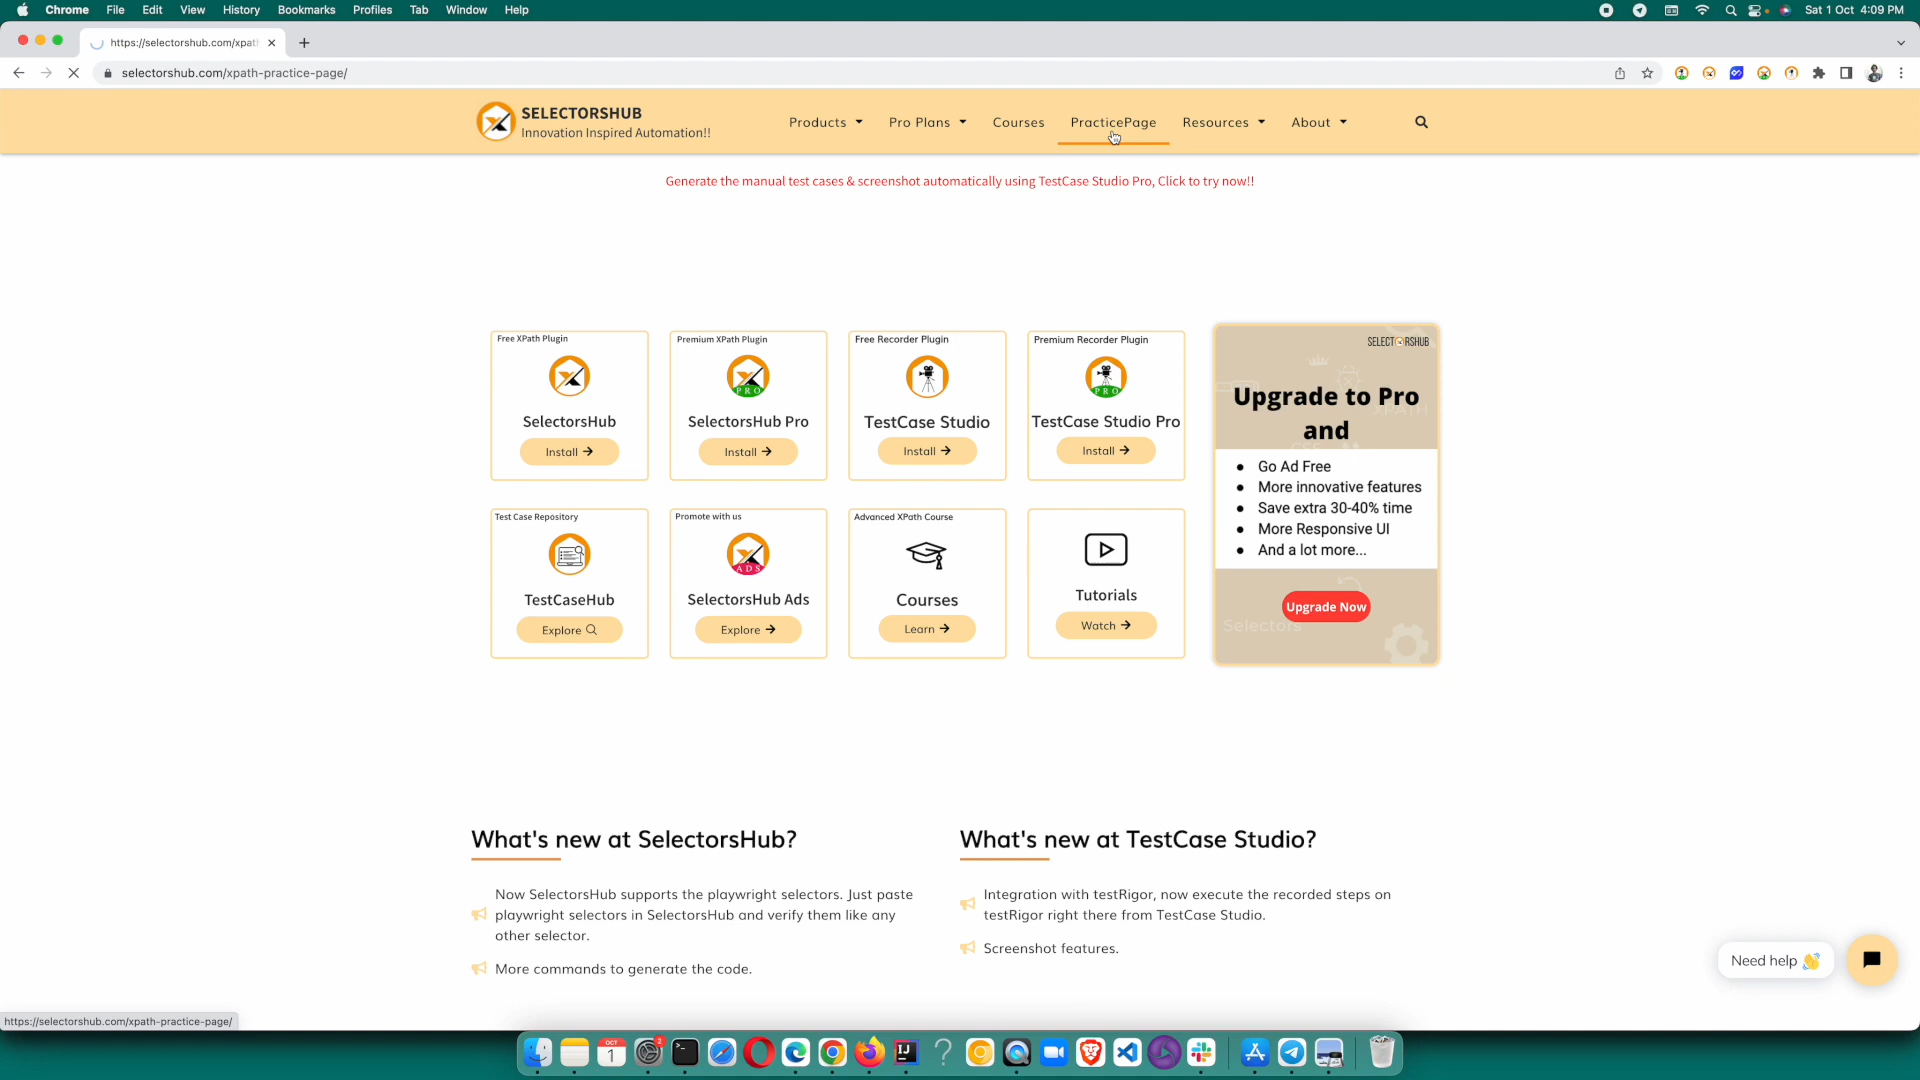 Chrome File Edit View History Bookmarks Profiles Tab Window Help
Sat 1 Oct 4:09 PM
https://selectorshub.com/xpat
selectorshub.com/xpath-practice-page/
SELECTORSHUB
Innovation Inspired Automation!!
Products Pro Plans Courses PracticePage Resources About
Generate the manual test cases & screenshot automatically using TestCase Studio Pro, Click to try now!!
Free XPath Plugin
SelectorsHub
Install
Premium XPath Plugin
PRO
SelectorsHub Pro
Install
Free Recorder Plugin
TestCase Studio
Install
Premium Recorder Plugin
PRO
TestCase Studio Pro
Install
Test Case Repository
TestCaseHub
Explore
Promote with us
ADS
SelectorsHub Ads
Explore
Advanced XPath Course
Courses
Learn
Tutorials
Watch
SELECTORSHUB
Upgrade to Pro
and
XPATH
• Go Ad Free
• More innovative features
• Save extra 30-40% time
• More Responsive UI
• And a lot more...
Upgrade Now
Selectors
What's new at SelectorsHub?
Now SelectorsHub supports the playwright selectors. Just paste
playwright selectors in SelectorsHub and verify them like any
other selector.
More commands to generate the code.
What's new at TestCase Studio?
Integration with testRigor, now execute the recorded steps on
testRigor right there from TestCase Studio.
Screenshot features.
Need help 👋
https://selectorshub.com/xpath-practice-page/
OCT
1
2